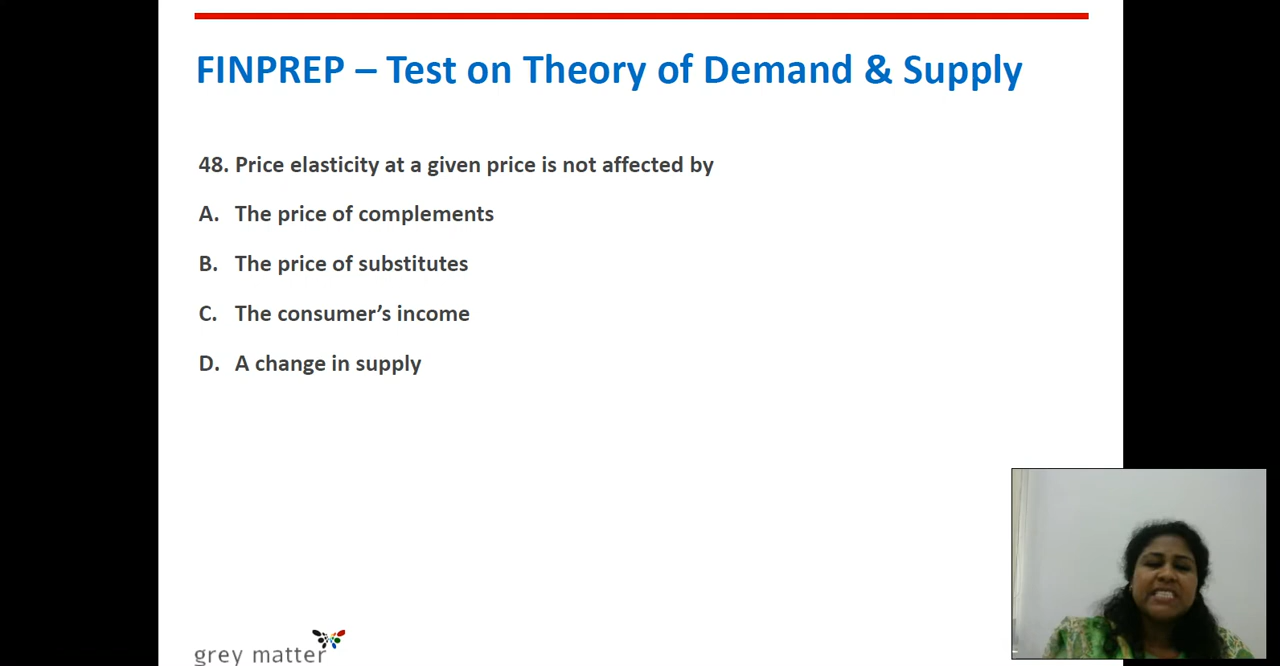 FINPREP – Test on Theory of Demand & Supply
48. Price elasticity at a given price is not affected by
A. The price of complements
B. The price of substitutes
C. The consumer’s income
D. A change in supply
grey matter